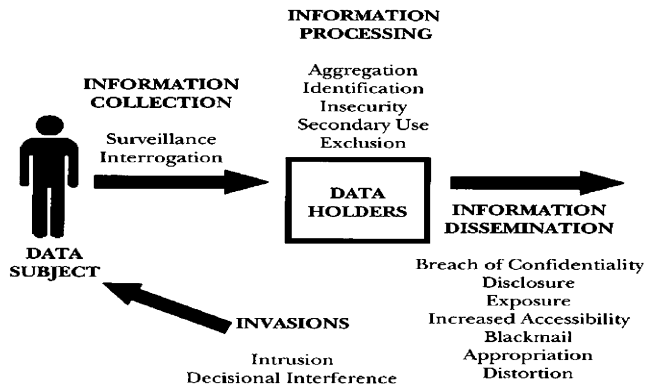 INFORMATION
PROCESSING
Aggregation
Identification
Insecurity
Secondary Use
Exclusion
INFORMATION
COLLECTION
Surveillance
Interrogation
DATA
HOLDERS
DATA
SUBJECT
INFORMATION
DISSEMINATION
Breach of Confidentiality
Disclosure
Exposure
Increased Accessibility
Blackmail
Appropriation
Distortion
INVASIONS
Intrusion
Decisional Interference